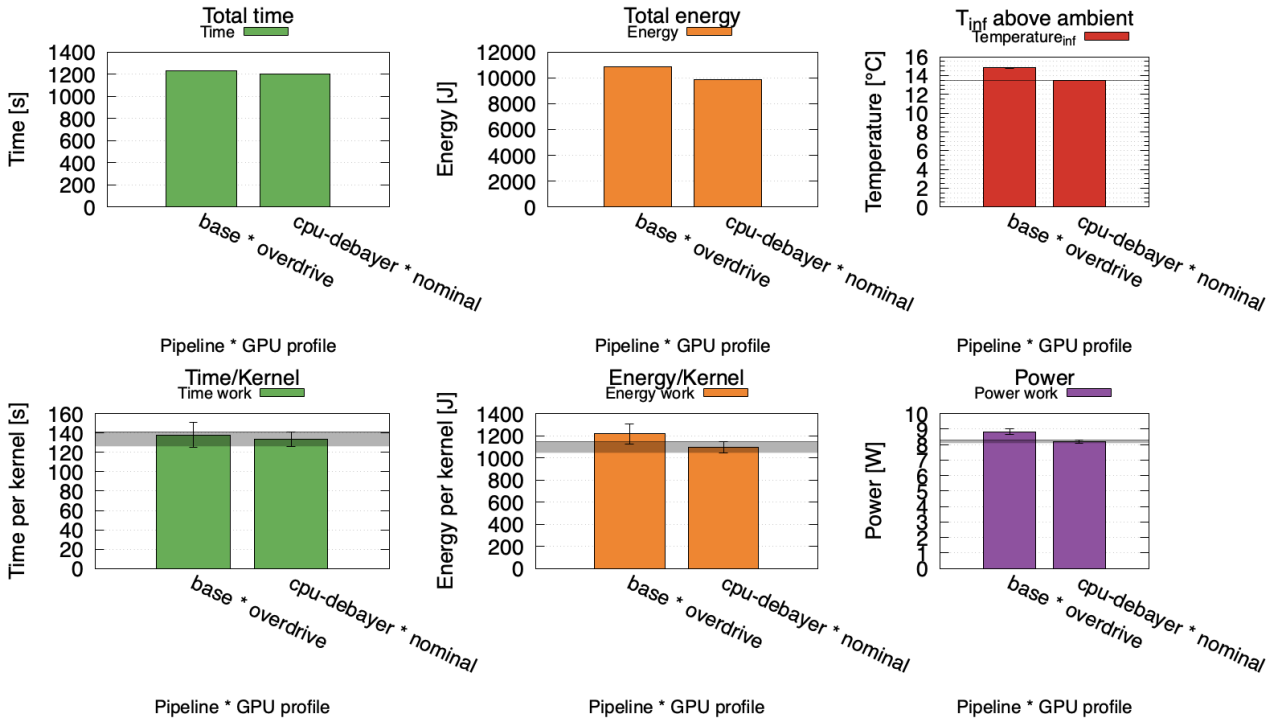 Total time
Time
Time [s]
1400
1200
1000
800
600
400
200
0
base * overdrive
cpu-debayer * nominal
Pipeline * GPU profile
Total energy
Energy
Energy [J]
12000
10000
8000
6000
4000
2000
0
base * overdrive
cpu-debayer * nominal
Pipeline * GPU profile
Tinf above ambient
Temperatureinf
Temperature [°C]
16
14
12
10
8
6
4
2
0
base * overdrive
cpu-debayer * nominal
Pipeline * GPU profile
Time/Kernel
Time work
Time per kernel [s]
160
140
120
100
80
60
40
20
0
base * overdrive
cpu-debayer * nominal
Pipeline * GPU profile
Energy/Kernel
Energy work
Energy per kernel [J]
1400
1200
1000
800
600
400
200
0
base * overdrive
cpu-debayer * nominal
Pipeline * GPU profile
Power
Power work
Power [W]
10
9
8
7
6
5
4
3
2
1
0
base * overdrive
cpu-debayer * nominal
Pipeline * GPU profile